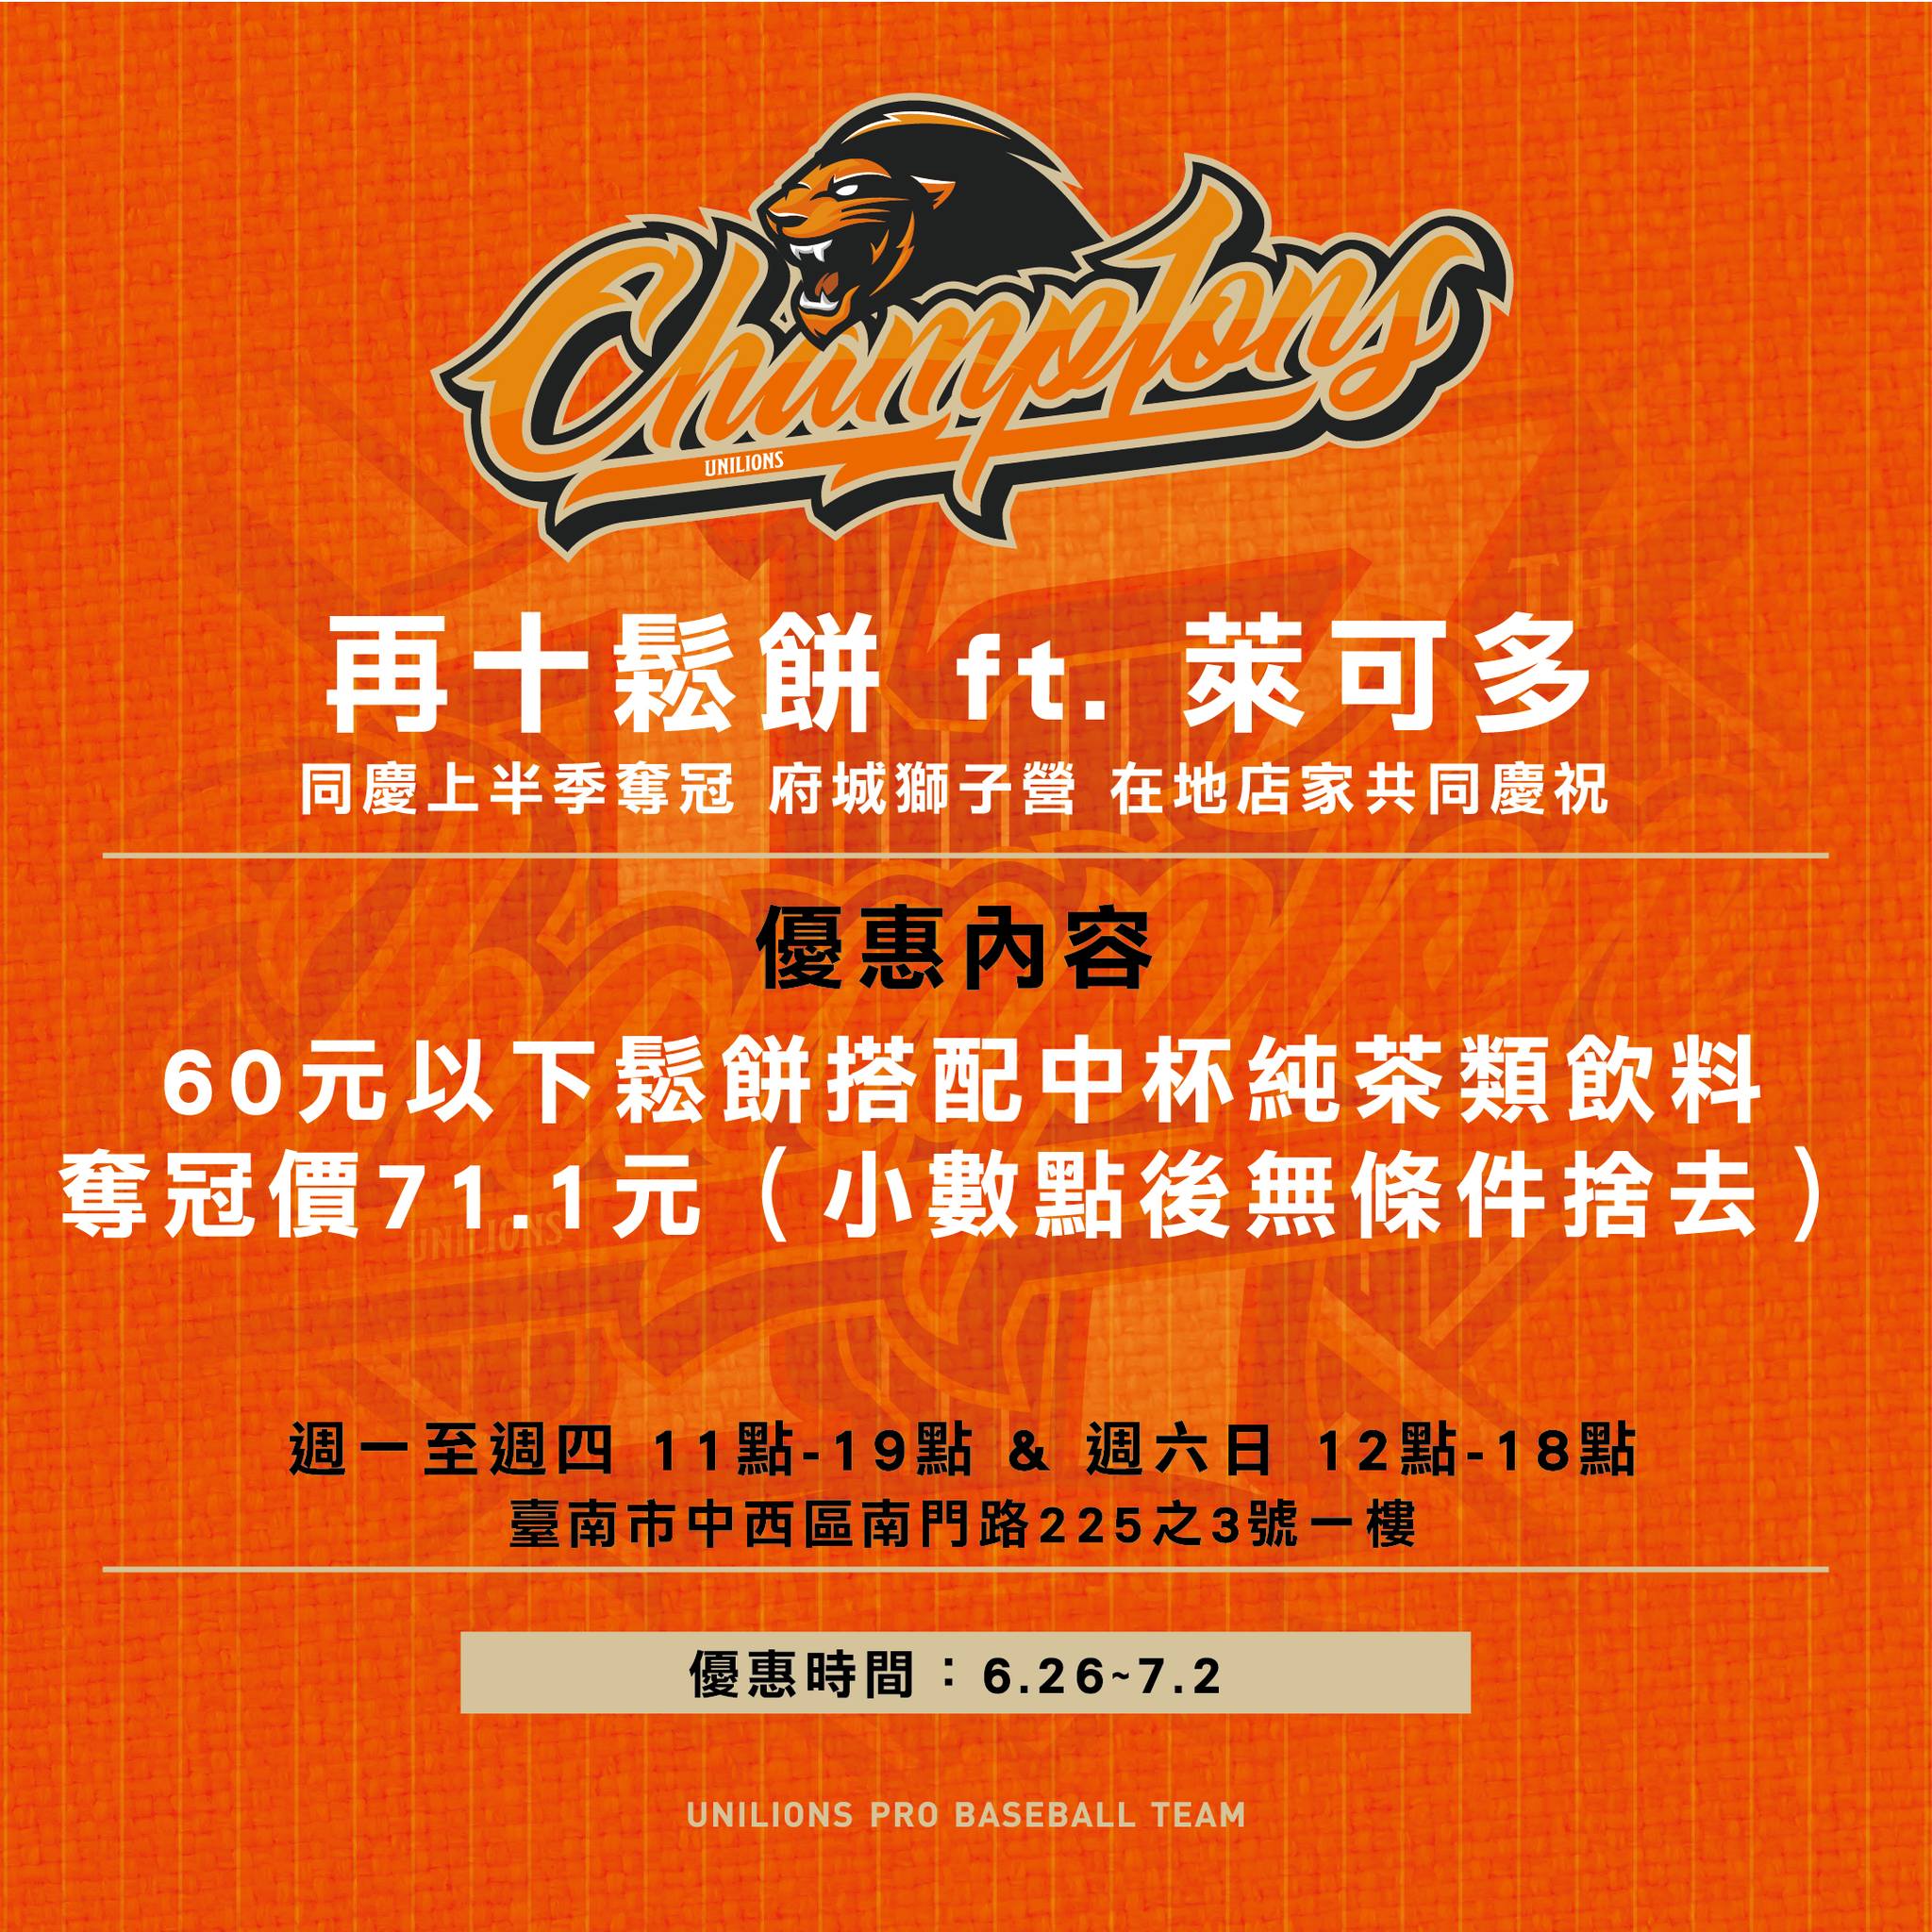 Champ1ons
UNILIONS
再十鬆餅 ft. 萊可多
同慶上半季奪冠 府城獅子營 在地店家共同慶祝
優惠內容
60元以下鬆餅搭配中杯純茶類飲料
奪冠價71.1元（小數點後無條件捨去）
UNILIONS
週一至週四 11點-19點 & 週六日 12點-18點
臺南市中西區南門路225之3號一樓
優惠時間：6.26~7.2
UNILIONS PRO BASEBALL TEAM